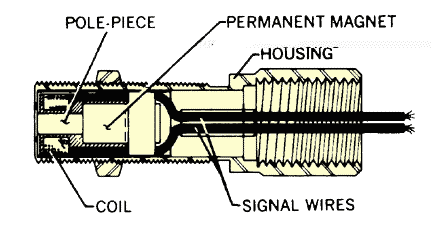 POLE-PIECE
PERMANENT MAGNET
HOUSING
COIL
SIGNAL WIRES